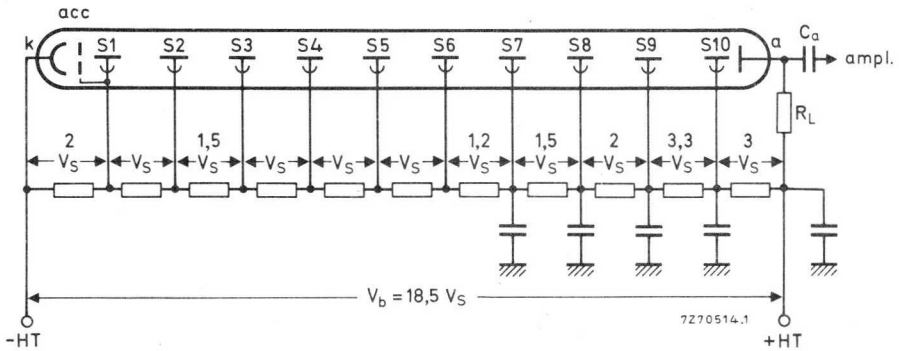 acc
k S1 S2 S3 S4 S5 S6 S7 S8 S9 S10 a Ca
ampl.
RL
2 1,5 1,2 1,5 2 3,3 3
VS VS VS VS VS VS VS VS VS VS VS
Vb = 18,5 VS
7Z70514.1
-HT +HT